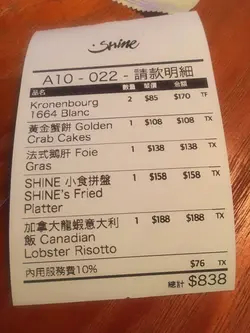 Shine
A10 - 022 - 請款明細
品名 數量 單價 金額
Kronenbourg 2 $85 $170 TF
1664 Blanc
黃金蟹餅 Golden 1 $108 $108 TX
Crab Cakes
法式鵝肝 Foie 1 $138 $138 TX
Gras
SHINE 小食拼盤 1 $158 $158 TX
SHINE's Fried
Platter
加拿大龍蝦意大利 1 $188 $188 TX
飯 Canadian
Lobster Risotto
內用服務費10% $76 TX
總計 $838